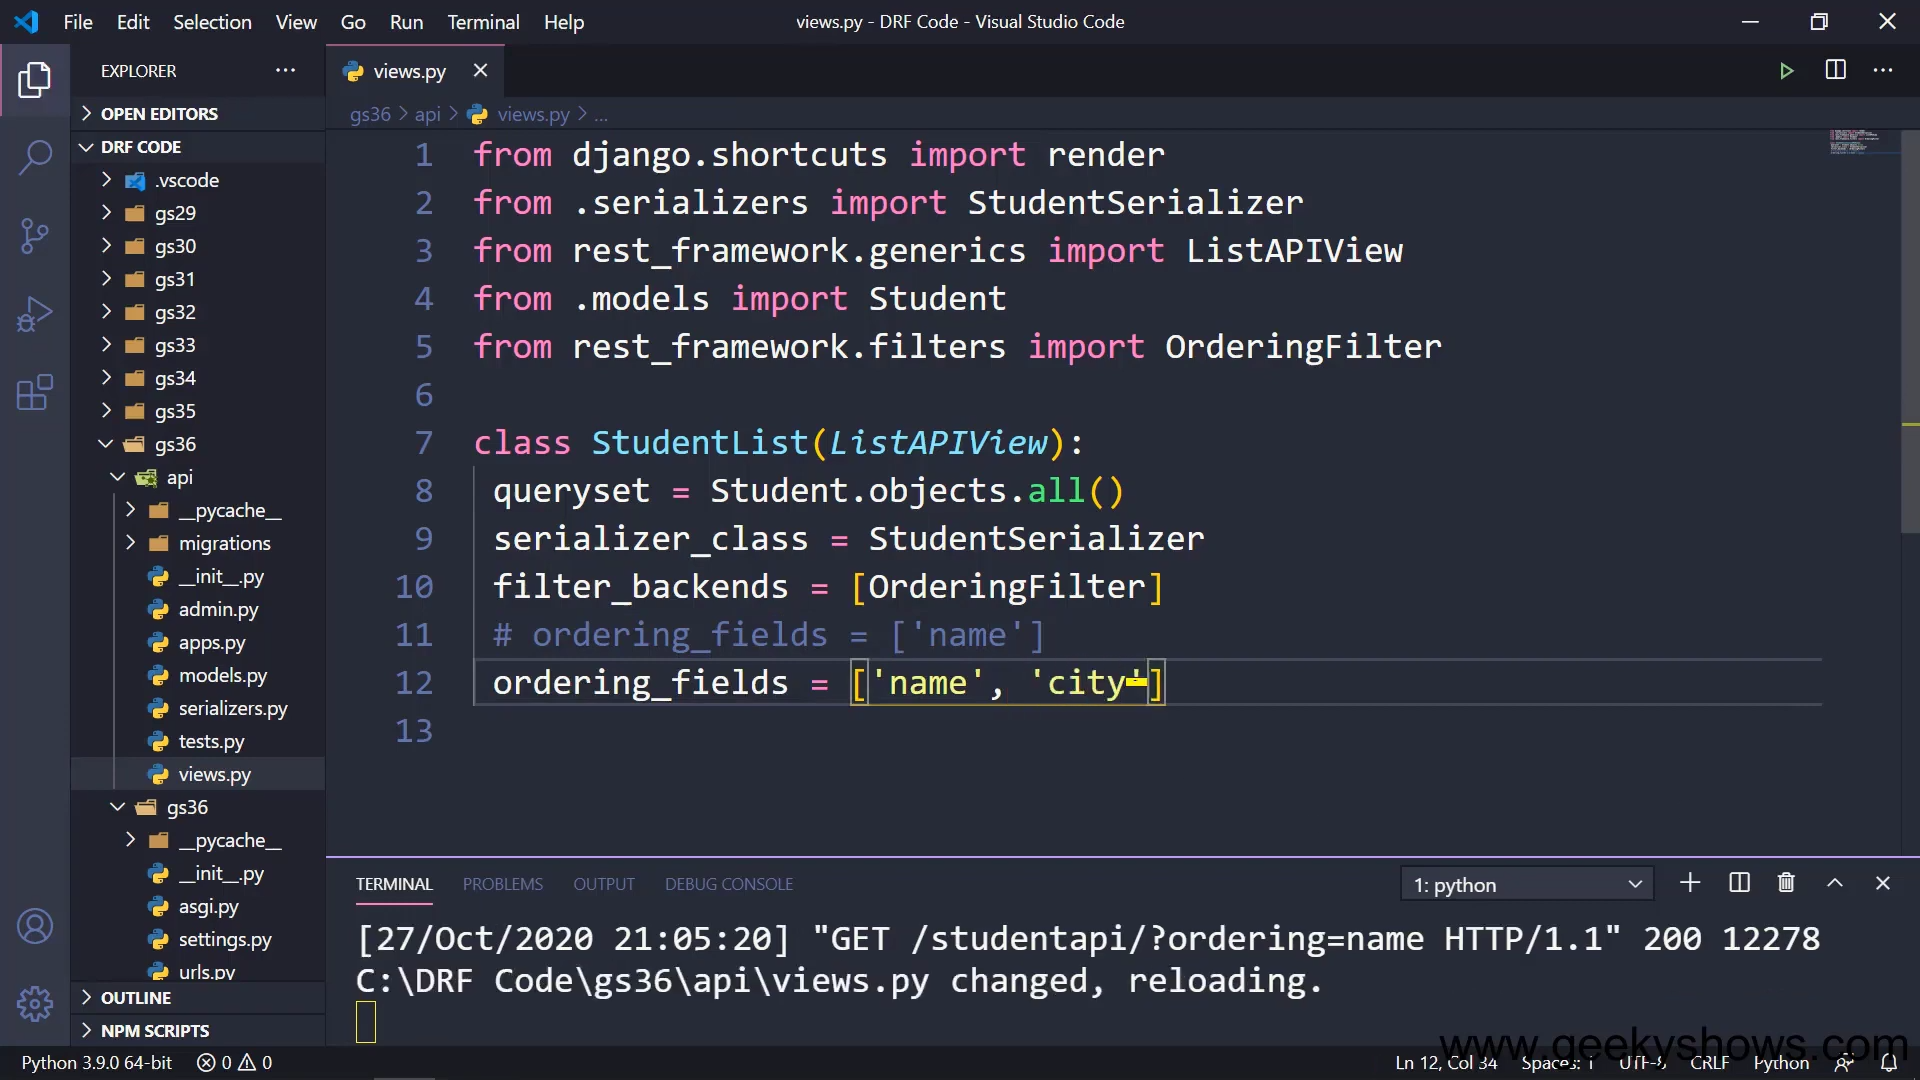 File Edit Selection View Go Run Terminal Help
views.py - DRF Code - Visual Studio Code
EXPLORER
OPEN EDITORS
DRF CODE
.vscode
gs29
gs30
gs31
gs32
gs33
gs34
gs35
gs36
api
__pycache__
migrations
__init__.py
admin.py
apps.py
models.py
serializers.py
tests.py
views.py
gs36
__pycache__
__init__.py
asgi.py
settings.py
urls.py
OUTLINE
NPM SCRIPTS
views.py
gs36 > api > views.py > ...
1 from django.shortcuts import render
2 from .serializers import StudentSerializer
3 from rest_framework.generics import ListAPIView
4 from .models import Student
5 from rest_framework.filters import OrderingFilter
6
7 class StudentList(ListAPIView):
8 queryset = Student.objects.all()
9 serializer_class = StudentSerializer
10 filter_backends = [OrderingFilter]
11 # ordering_fields = ['name']
12 ordering_fields = ['name', 'city']
13
TERMINAL PROBLEMS OUTPUT DEBUG CONSOLE
1: python
[27/Oct/2020 21:05:20] "GET /studentapi/?ordering=name HTTP/1.1" 200 12278
C:\DRF Code\gs36\api\views.py changed, reloading.
www.geekyshows.com
Python 3.9.0 64-bit 0 0
Ln 12, Col 34 Spaces: 1 UTF-8 CRLF Python